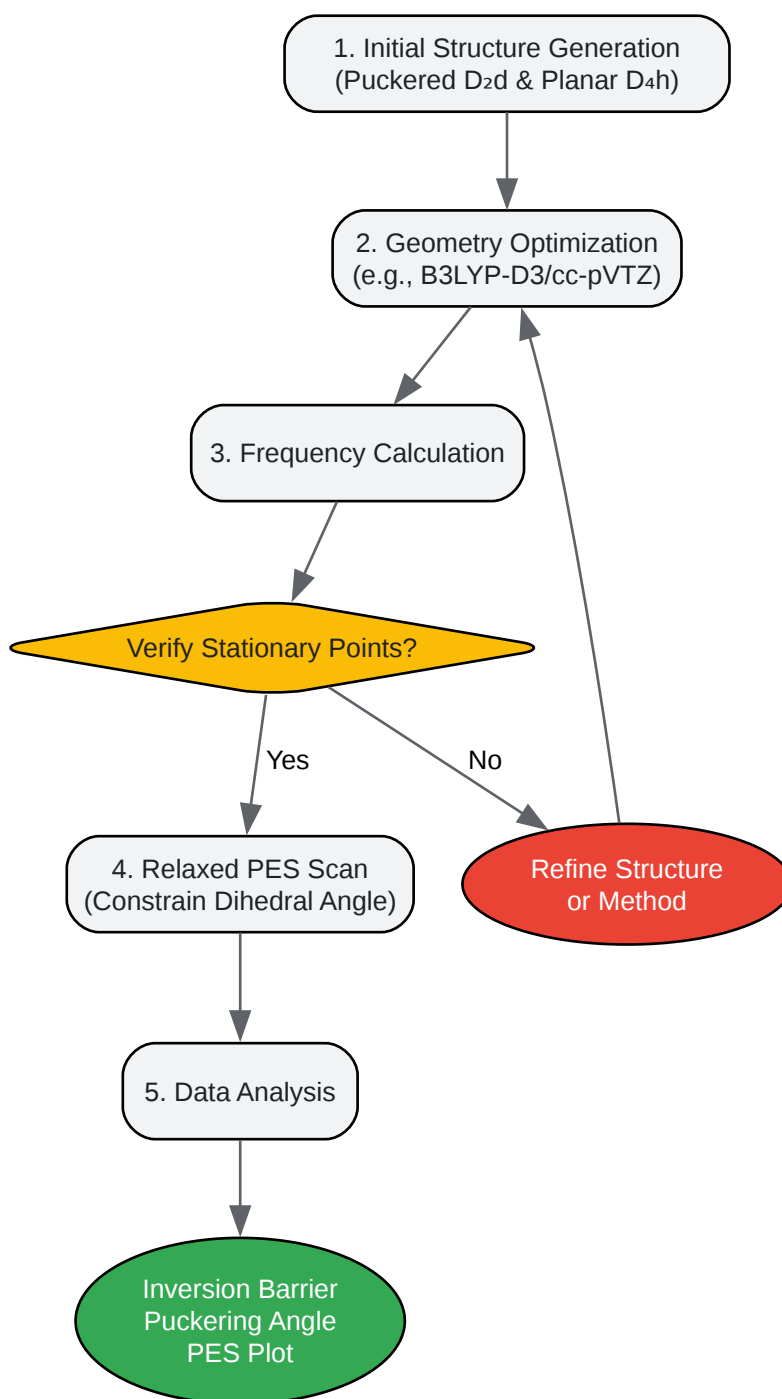 1. Initial Structure Generation
(Puckered D₂d & Planar D₄h)
2. Geometry Optimization
(e.g., B3LYP-D3/cc-pVTZ)
3. Frequency Calculation
Verify Stationary Points?
Yes
No
4. Relaxed PES Scan
(Constrain Dihedral Angle)
Refine Structure
or Method
5. Data Analysis
Inversion Barrier
Puckering Angle
PES Plot